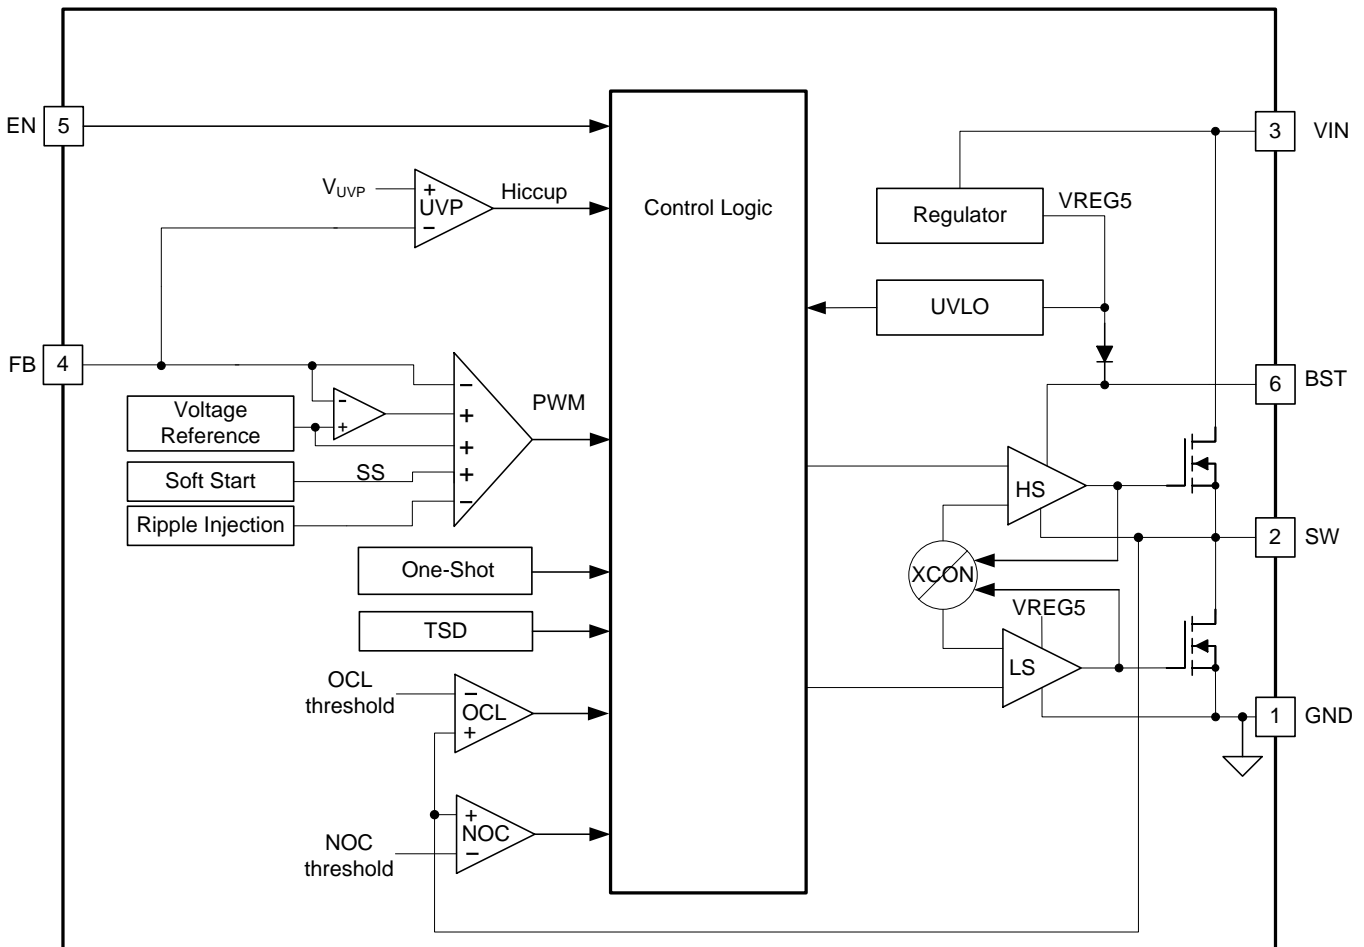 EN 5
VUVP
+
UVP
−
Hiccup
Control Logic
3 VIN
Regulator
VREG5
UVLO
FB 4
6 BST
Voltage
Reference
-
+
−
+
+
+
−
PWM
Soft Start
SS
Ripple Injection
HS
2 SW
XCON
One-Shot
VREG5
TSD
LS
OCL
threshold
−
OCL
+
1 GND
NOC
threshold
+
NOC
−